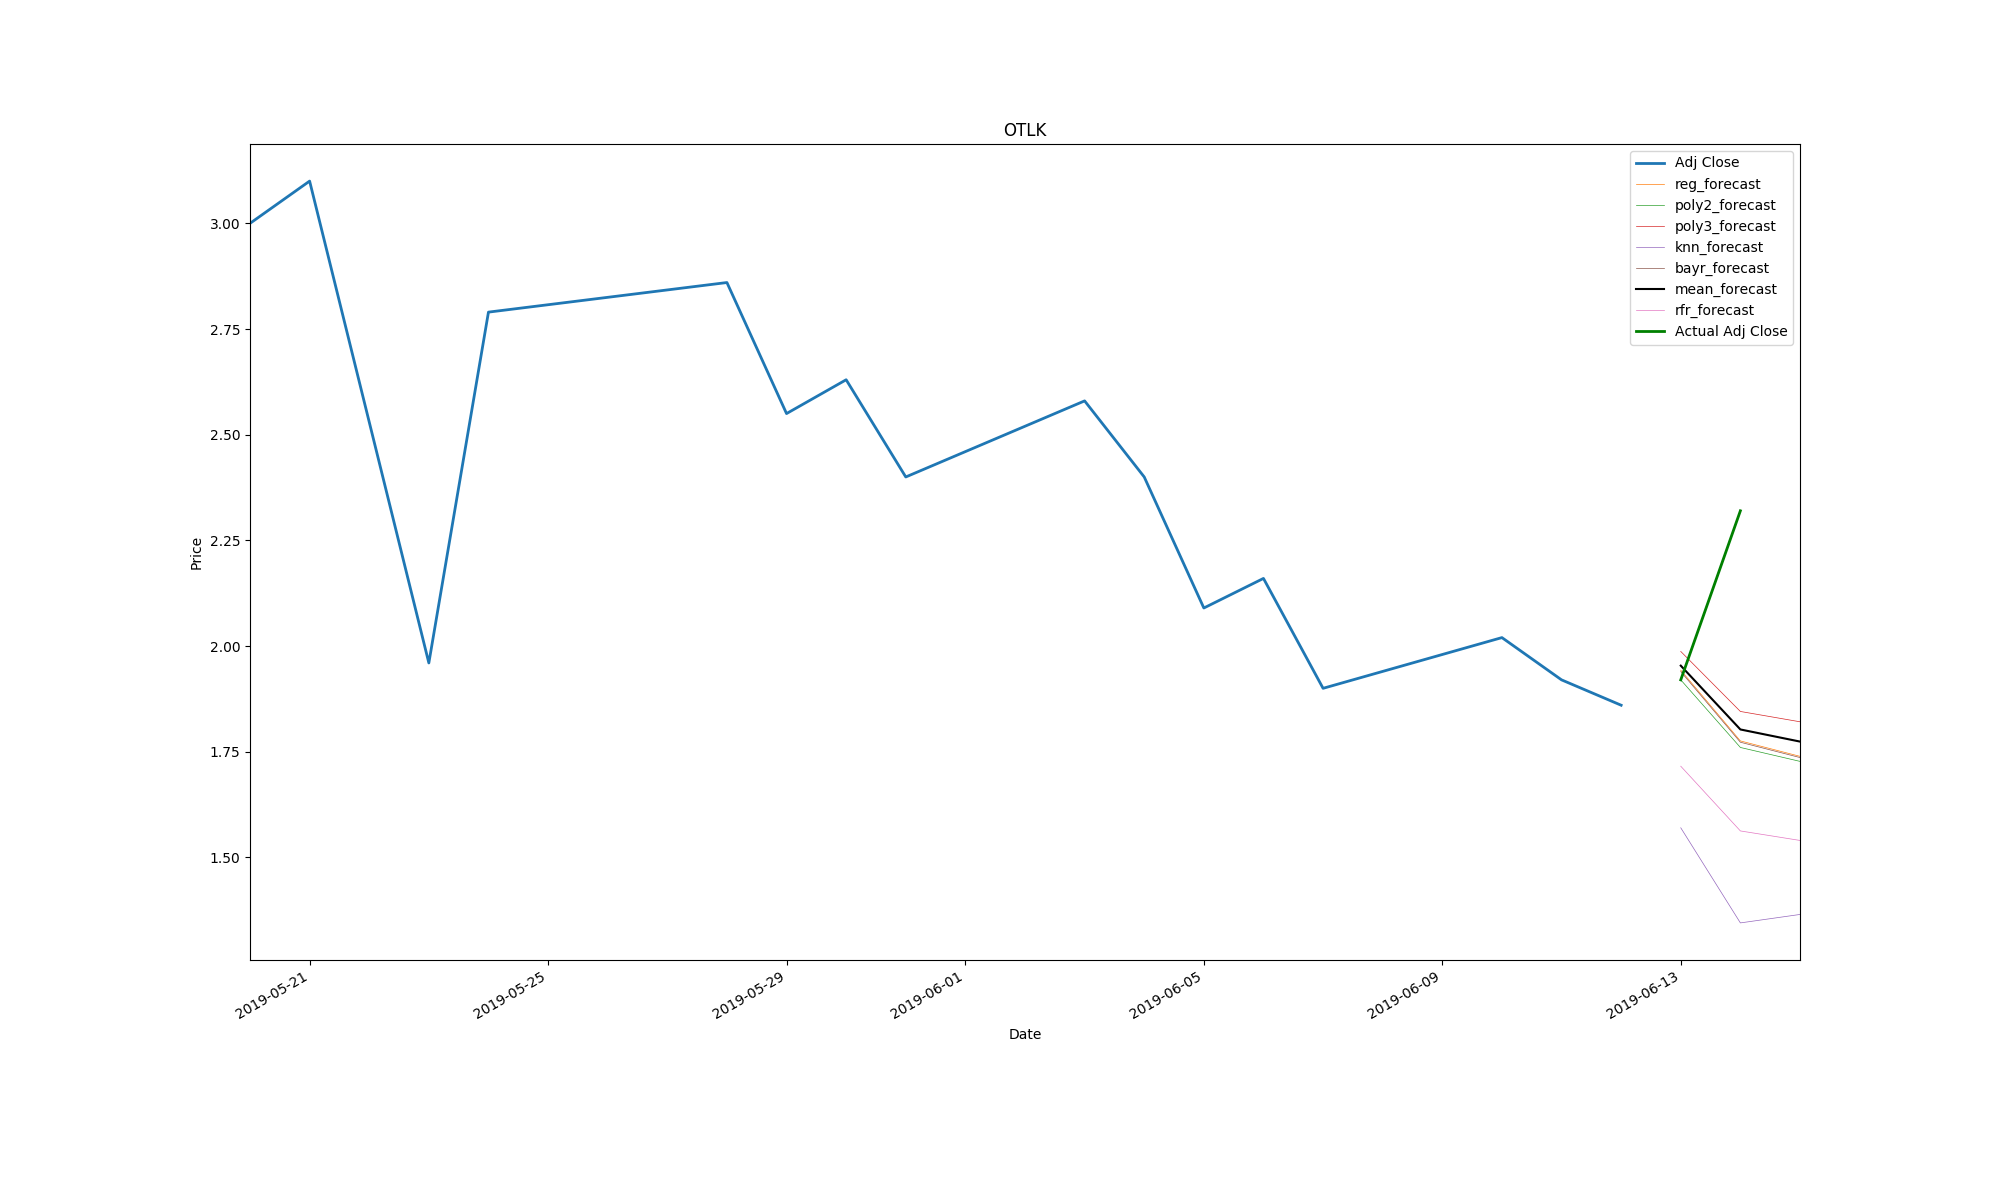 OTLK
Adj Close
reg_forecast
poly2_forecast
poly3_forecast
knn_forecast
bayr_forecast
mean_forecast
rfr_forecast
Actual Adj Close
Price
3.00
2.75
2.50
2.25
2.00
1.75
1.50
2019-05-21
2019-05-25
2019-05-29
2019-06-01
2019-06-05
2019-06-09
2019-06-13
Date